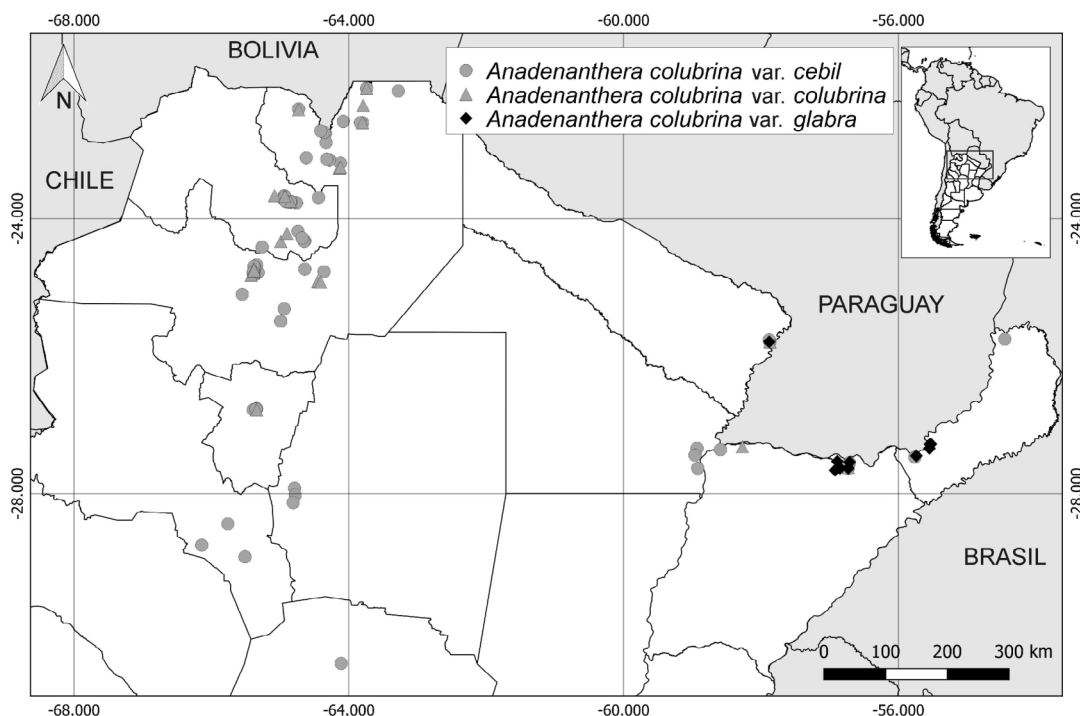 -68.000 -64.000 -60.000 -56.000
BOLIVIA
N
Anadenanthera colubrina var. cebil
Anadenanthera colubrina var. colubrina
Anadenanthera colubrina var. glabra
CHILE
-24.000 -24.000
PARAGUAY
-28.000 -28.000
BRASIL
0 100 200 300 km
-68.000 -64.000 -60.000 -56.000